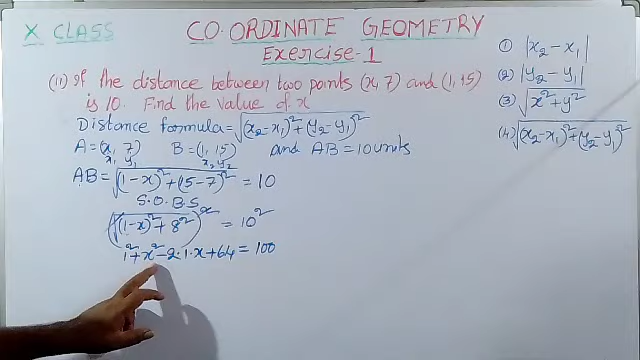 X CLASS
CO.ORDINATE GEOMETRY
Exercise-1
(11) If the distance between two points (x, 7) and (1, 15)
is 10. Find the value of x
Distance formula = √(x₂-x₁)²+(y₂-y₁)²
A=(x, 7) B=(1, 15) and AB=10units
x₁ y₁ x₂ y₂
AB = √(1-x)²+(15-7)² = 10
S.O.B.S
(√(1-x)²+8²)² = 10²
1²+x²-2·1·x+64=100
① |x₂-x₁|
(2) |y₂-y₁|
(3) √x²+y²
(4) √(x₂-x₁)²+(y₂-y₁)²